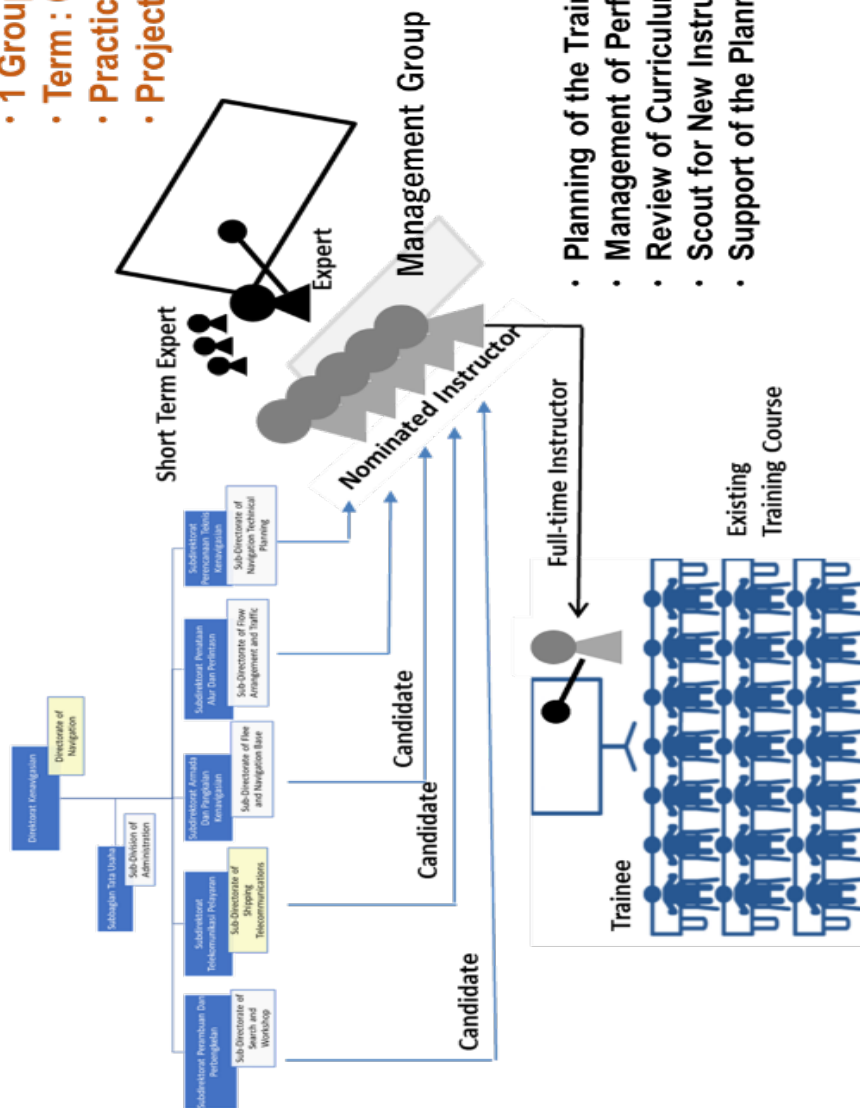 Direktorat Kenavigasian
Directorate of
Navigation
Subbagian Tata Usaha
Sub-Division of
Administration
Subdirektorat Perambuan Dan
Perbengkelan
Sub-Directorate of
Search and
Workshop
Subdirektorat
Telekomunikasi Pelayaran
Sub-Directorate of
Shipping
Telecommunications
Subdirektorat Armada
Dan Pangkalan
Kenavigasian
Sub-Directorate of Flee
and Navigation Base
Subdirektorat Penataan
Alur Dan Perlintasn
Sub-Directorate of Flow
Arrangement and Traffic
Subdirektorat
Perencanaan Teknis
Kenavigasian
Sub-Directorate of
Navigation Techinical
Planning
• 1 Group
• Term :
• Practic
• Project
Short Term Expert
Expert
Management Group
Nominated Instructor
Candidate
Candidate
Candidate
Full-time Instructor
Trainee
Existing
Training Course
• Planning of the Train
• Management of Perf
• Review of Curriculu
• Scout for New Instru
• Support of the Plann